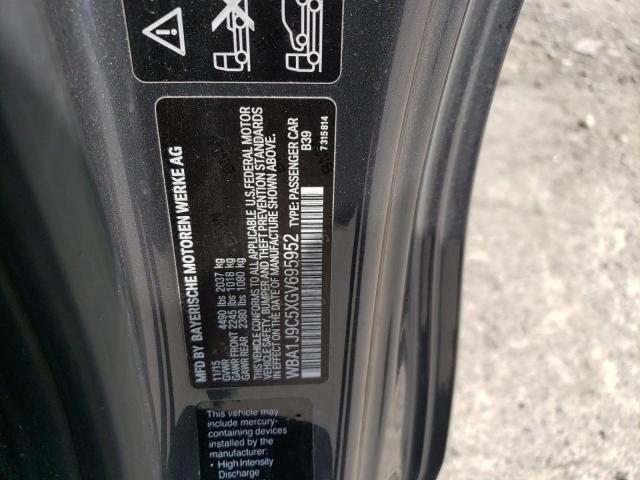 MFD BY BAYERISCHE MOTOREN WERKE AG
11/15
GVWR 4490 lbs 2037 kg
GAWR FRONT 2245 lbs 1018 kg
GAWR REAR 2380 lbs 1080 kg
THIS VEHICLE CONFORMS TO ALL APPLICABLE U.S.FEDERAL MOTOR
VEHICLE SAFETY, BUMPER, AND THEFT PREVENTION STANDARDS
IN EFFECT ON THE DATE OF MANUFACTURE SHOWN ABOVE.
WBA1J9C5XGV695952 TYPE: PASSENGER CAR
B39
7315814
This vehicle may
include mercury-
containing devices
installed by the
manufacturer:
• High Intensity
Discharge